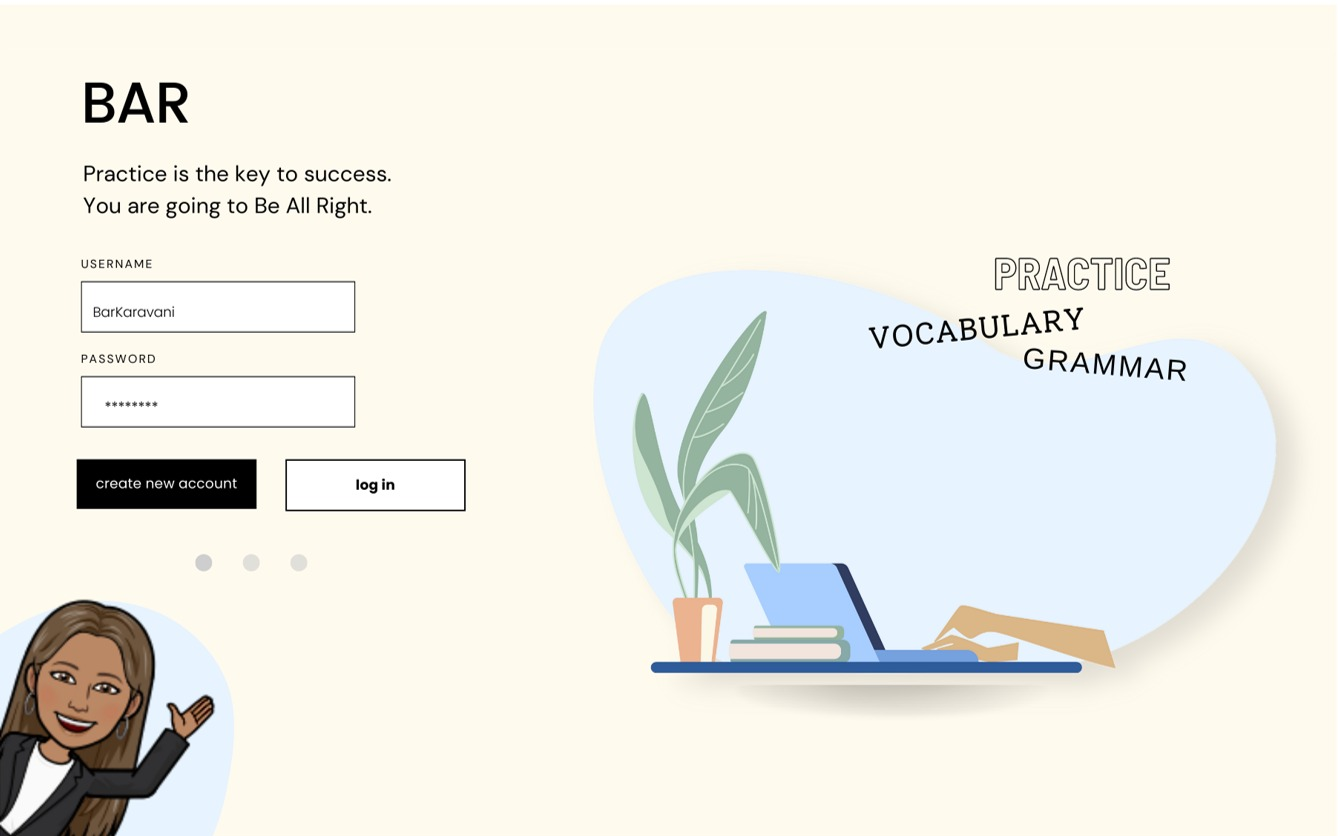 BAR
Practice is the key to success.
You are going to Be All Right.
USERNAME
BarKaravani
PASSWORD
********
create new account
log in
PRACTICE
VOCABULARY
GRAMMAR